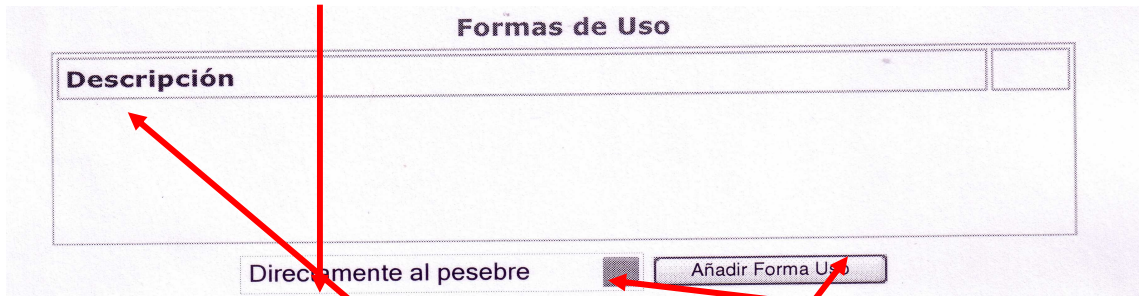 Formas de Uso
Descripción
Directamente al pesebre
Añadir Forma Uso